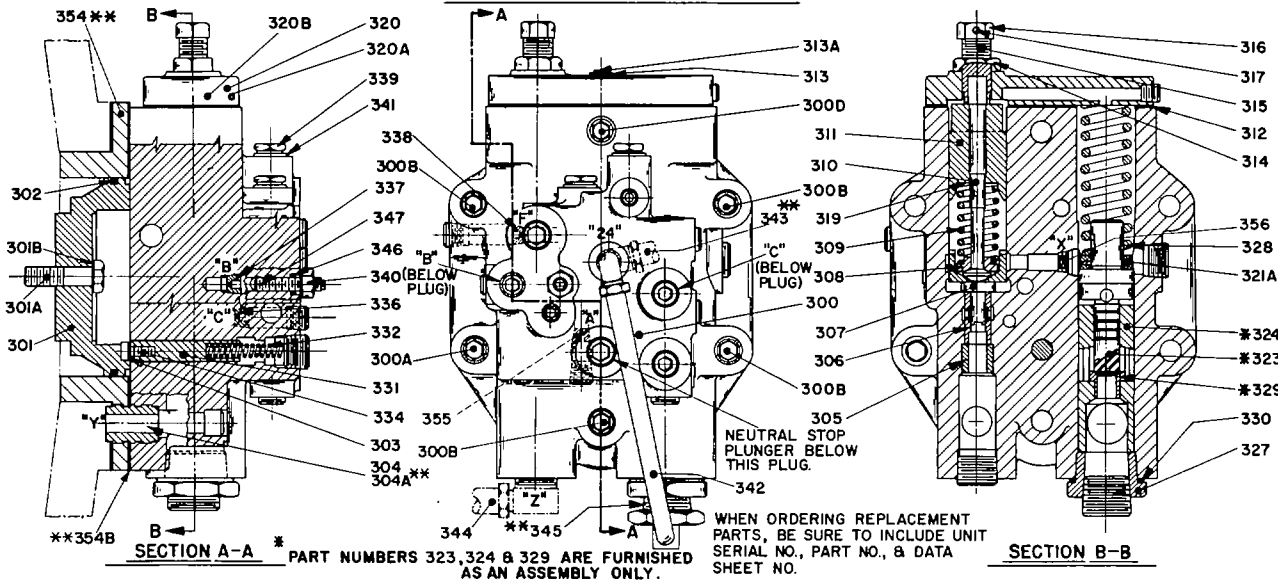 354**
B
320B
320
320A
339
341
302
301B
301A
301
337
347
346
340
336
332
331
334
303
304
304A**
"B"
"C"
"Y"
**354B
B
SECTION A-A
A
313A
313
300D
338
300B
300B
343**
"E"
"24"
"B"
(BELOW
PLUG)
"C"
(BELOW
PLUG)
300
"A"
300A
300B
355
300B
NEUTRAL STOP
PLUNGER BELOW
THIS PLUG.
342
"Z"
344
**345
A
* PART NUMBERS 323,324 & 329 ARE FURNISHED
AS AN ASSEMBLY ONLY.
WHEN ORDERING REPLACEMENT
PARTS, BE SURE TO INCLUDE UNIT
SERIAL NO., PART NO., & DATA
SHEET NO.
316
317
315
312
314
311
310
319
309
308
307
306
305
"X"
356
328
321A
*324
*323
*329
330
327
SECTION B-B